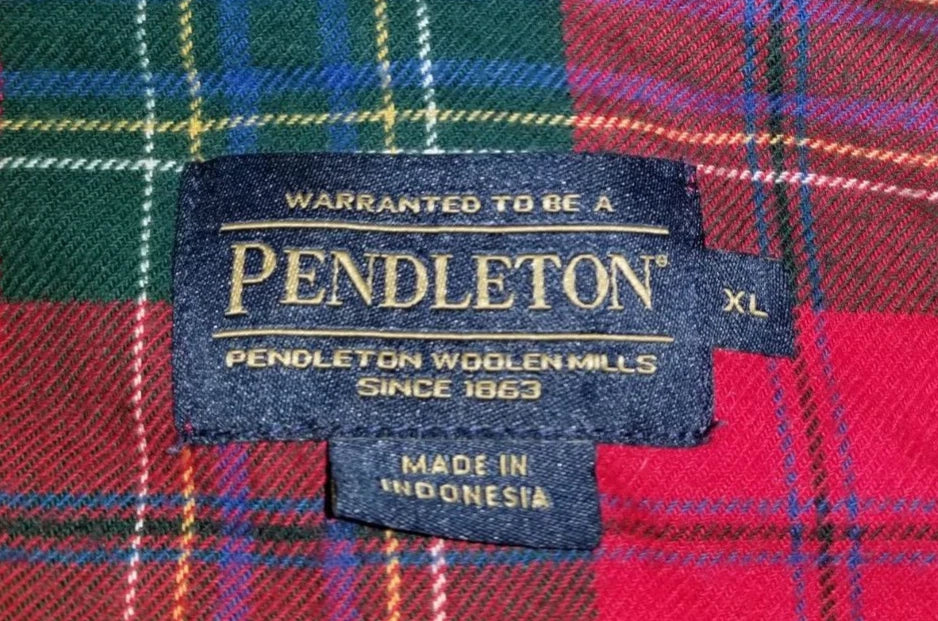 WARRANTED TO BE A
PENDLETON®
XL
PENDLETON WOOLEN MILLS
SINCE 1863
MADE IN
INDONESIA